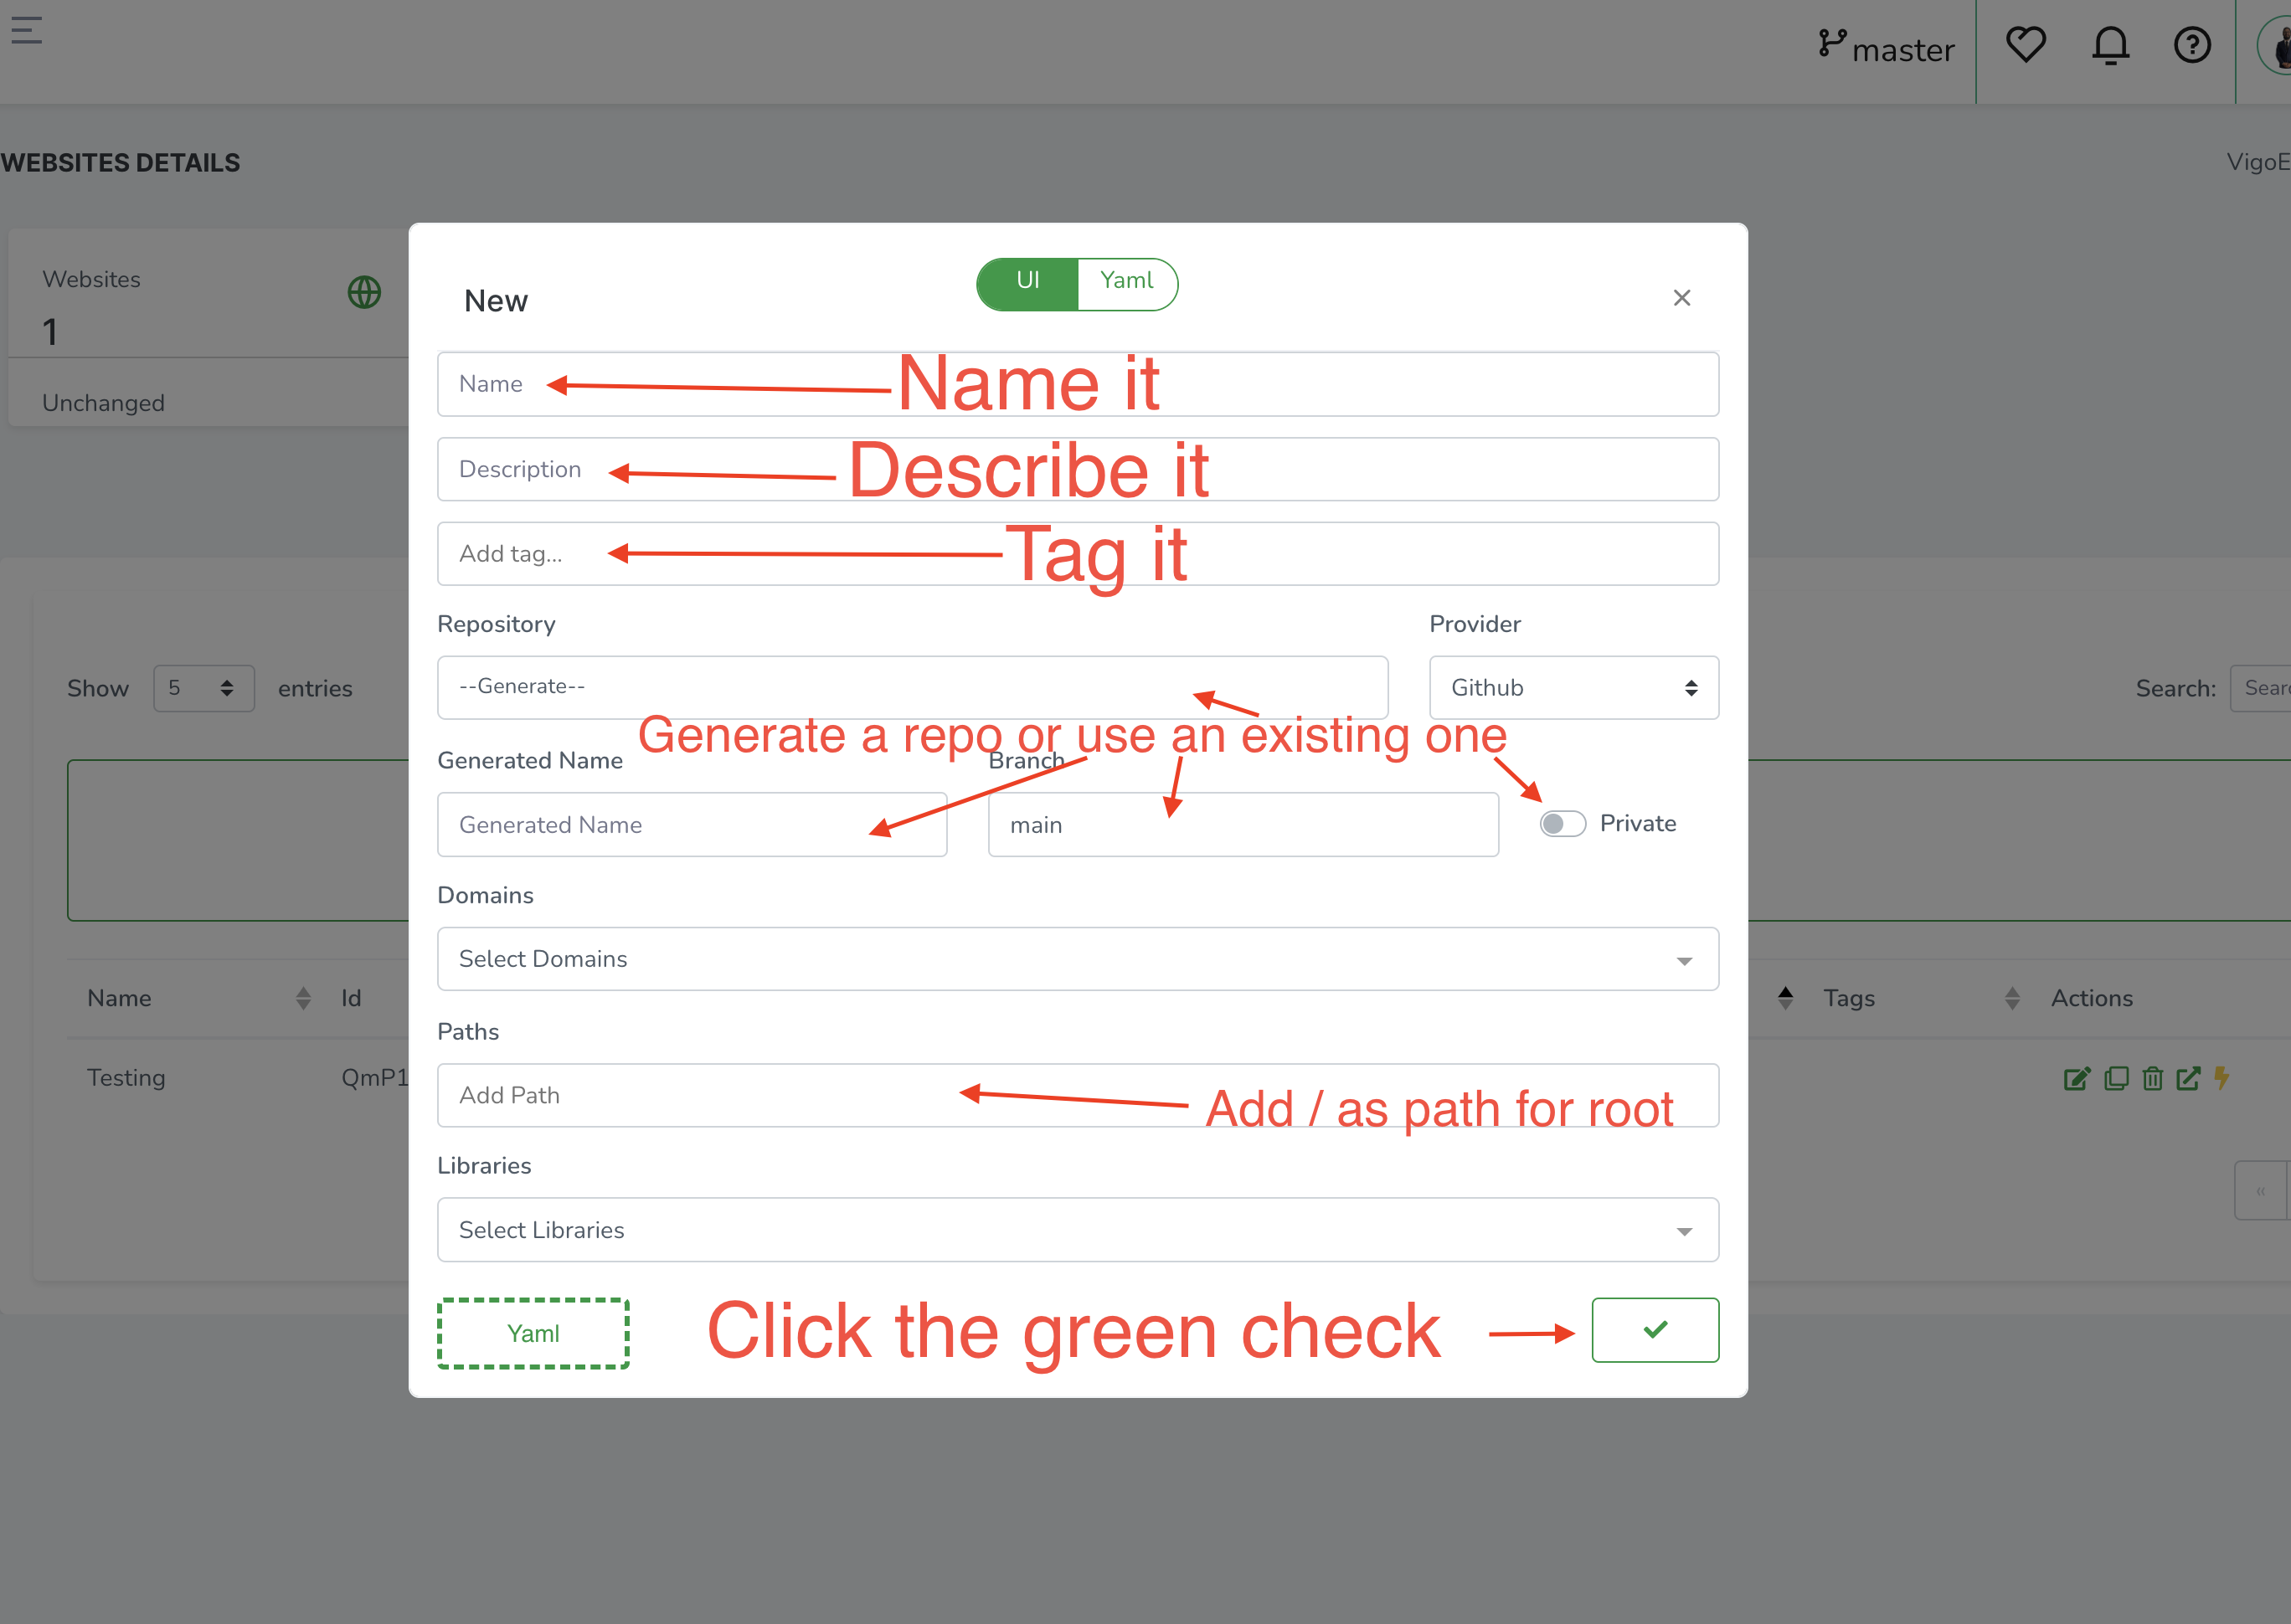 master
WEBSITES DETAILS
VigoE
Websites
1
Unchanged
New
UI
Yaml
Name
Name it
Description
Describe it
Add tag...
Tag it
Repository
Provider
--Generate--
Github
Generate a repo or use an existing one
Generated Name
Branch
Generated Name
main
Private
Domains
Select Domains
Paths
Add Path
Add / as path for root
Libraries
Select Libraries
Yaml
Click the green check
Show 5 entries
Search: Sear
Name
Id
Tags
Actions
Testing
QmP1
«